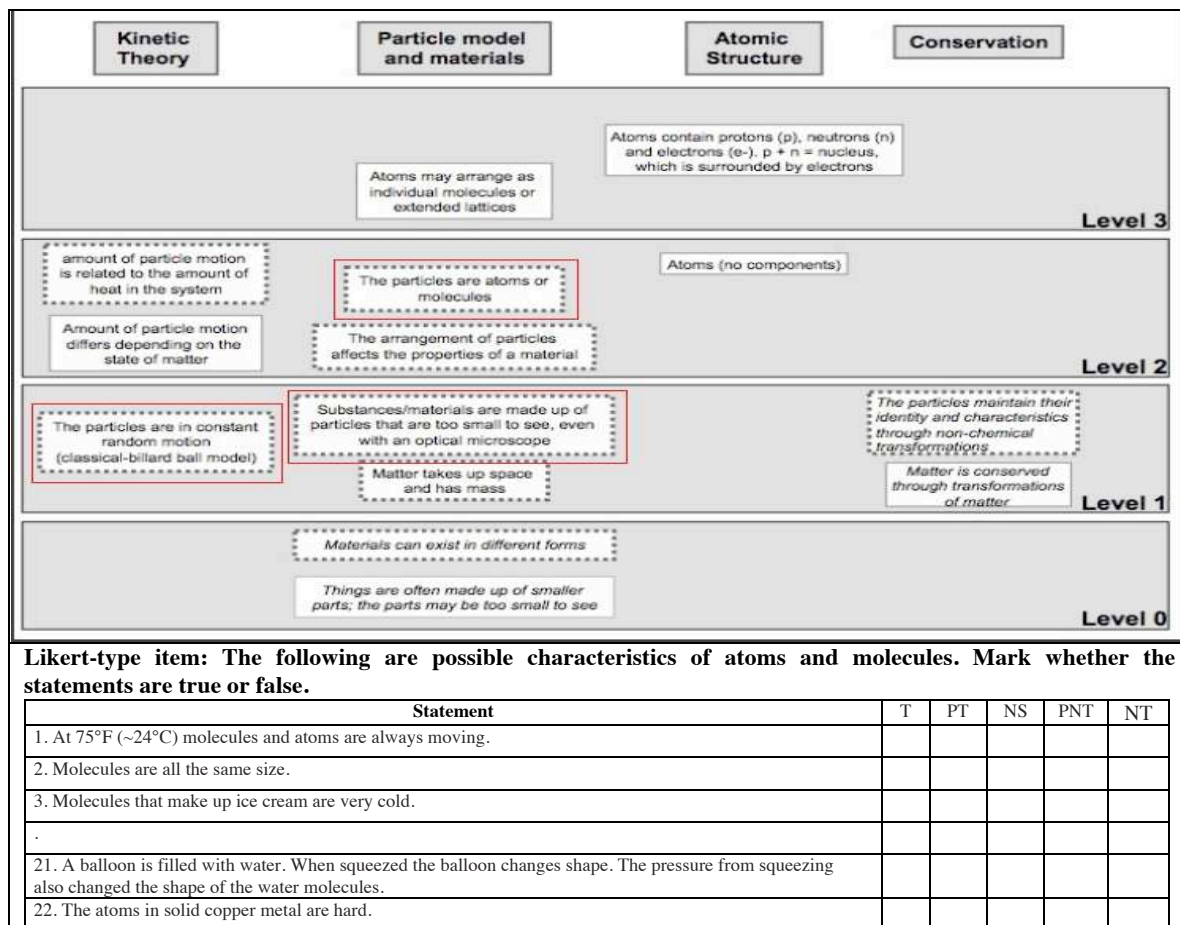 Kinetic
Theory
Particle model
and materials
Atomic
Structure
Conservation
Atoms contain protons (p), neutrons (n)
and electrons (e-). p + n = nucleus,
which is surrounded by electrons
Atoms may arrange as
individual molecules or
extended lattices
Level 3
amount of particle motion
is related to the amount of
heat in the system
The particles are atoms or
molecules
Atoms (no components)
Amount of particle motion
differs depending on the
state of matter
The arrangement of particles
affects the properties of a material
Level 2
The particles are in constant
random motion
(classical-billard ball model)
Substances/materials are made up of
particles that are too small to see, even
with an optical microscope
Matter takes up space
and has mass
The particles maintain their
identity and characteristics
through non-chemical
transformations
Matter is conserved
through transformations
of matter
Level 1
Materials can exist in different forms
Things are often made up of smaller
parts; the parts may be too small to see
Level 0
Likert-type item: The following are possible characteristics of atoms and molecules. Mark whether the
statements are true or false.
Statement T PT NS PNT NT
1. At 75°F (~24°C) molecules and atoms are always moving.
2. Molecules are all the same size.
3. Molecules that make up ice cream are very cold.
.
21. A balloon is filled with water. When squeezed the balloon changes shape. The pressure from squeezing
also changed the shape of the water molecules.
22. The atoms in solid copper metal are hard.